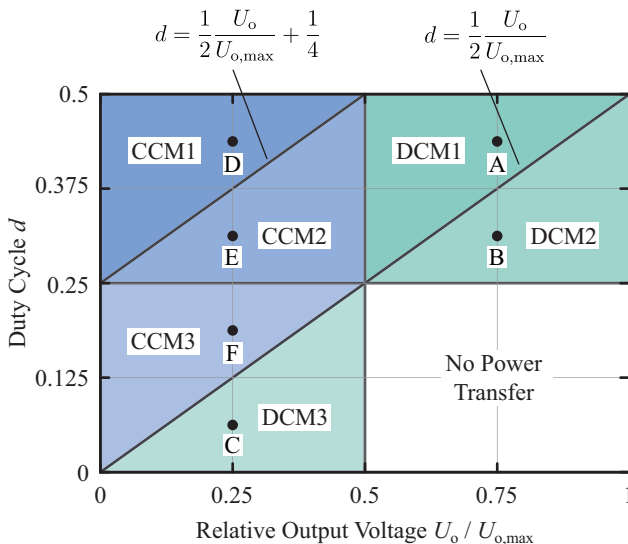 d = 1/2 U_o/U_o,max + 1/4
d = 1/2 U_o/U_o,max
0.5
CCM1
D
DCM1
A
0.375
CCM2
E
DCM2
B
0.25
CCM3
F
No Power
Transfer
0.125
DCM3
C
0
0
0.25
0.5
0.75
1
Duty Cycle d
Relative Output Voltage U_o / U_o,max